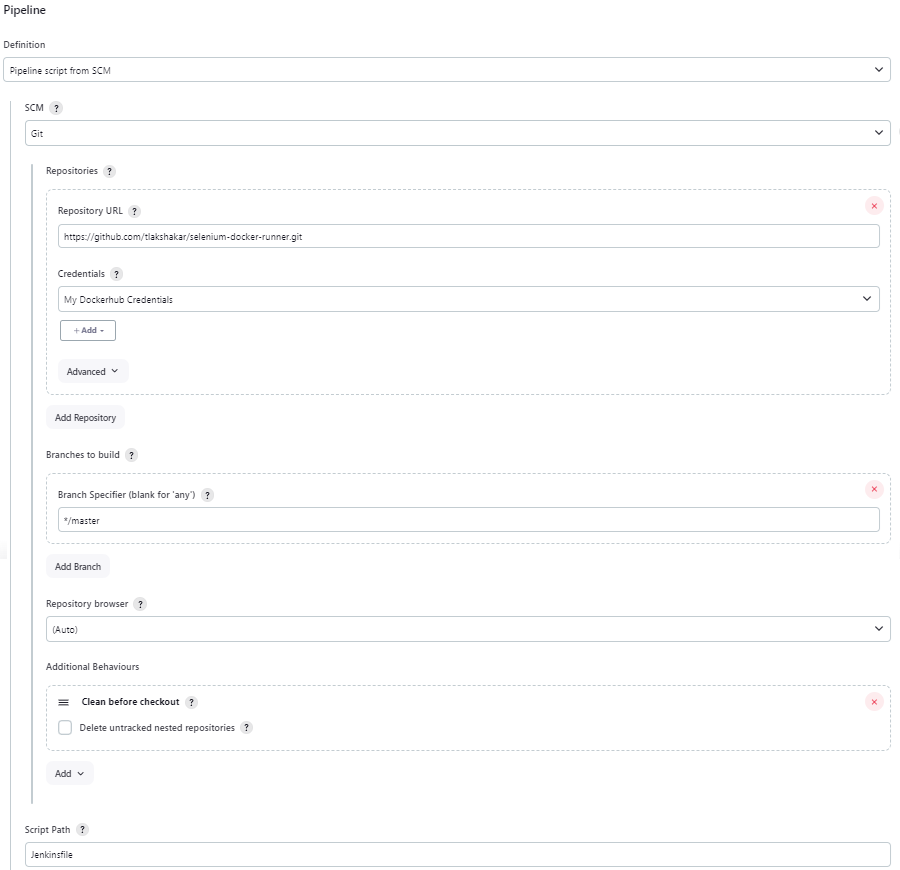 Pipeline
Definition
Pipeline script from SCM
SCM ?
Git
Repositories ?
Repository URL ?
https://github.com/tlakshakar/selenium-docker-runner.git
Credentials ?
My Dockerhub Credentials
+ Add
Advanced
Add Repository
Branches to build ?
Branch Specifier (blank for 'any') ?
*/master
Add Branch
Repository browser ?
(Auto)
Additional Behaviours
Clean before checkout ?
Delete untracked nested repositories ?
Add
Script Path ?
Jenkinsfile